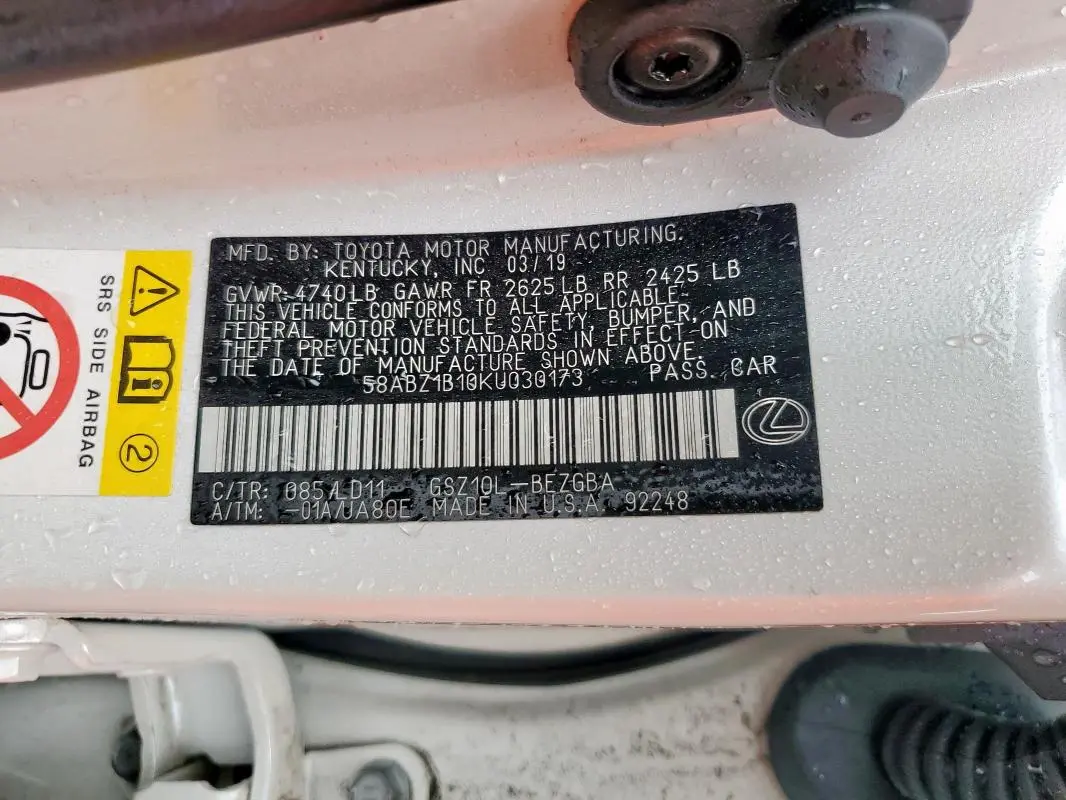 MFD. BY: TOYOTA MOTOR MANUFACTURING.
KENTUCKY, INC 03/19
GVWR 4740LB GAWR FR 2625 LB RR 2425 LB
THIS VEHICLE CONFORMS TO ALL APPLICABLE
FEDERAL MOTOR VEHICLE SAFETY, BUMPER, AND
THEFT PREVENTION STANDARDS IN EFFECT ON
THE DATE OF MANUFACTURE SHOWN ABOVE.
58ABZ1B10KU030173 PASS. CAR
C/TR: 085/LD11 GSZ10L-BEZGBA
A/TM: -01A/UA80E MADE IN U.S.A. 92248
SRS SIDE AIRBAG
2